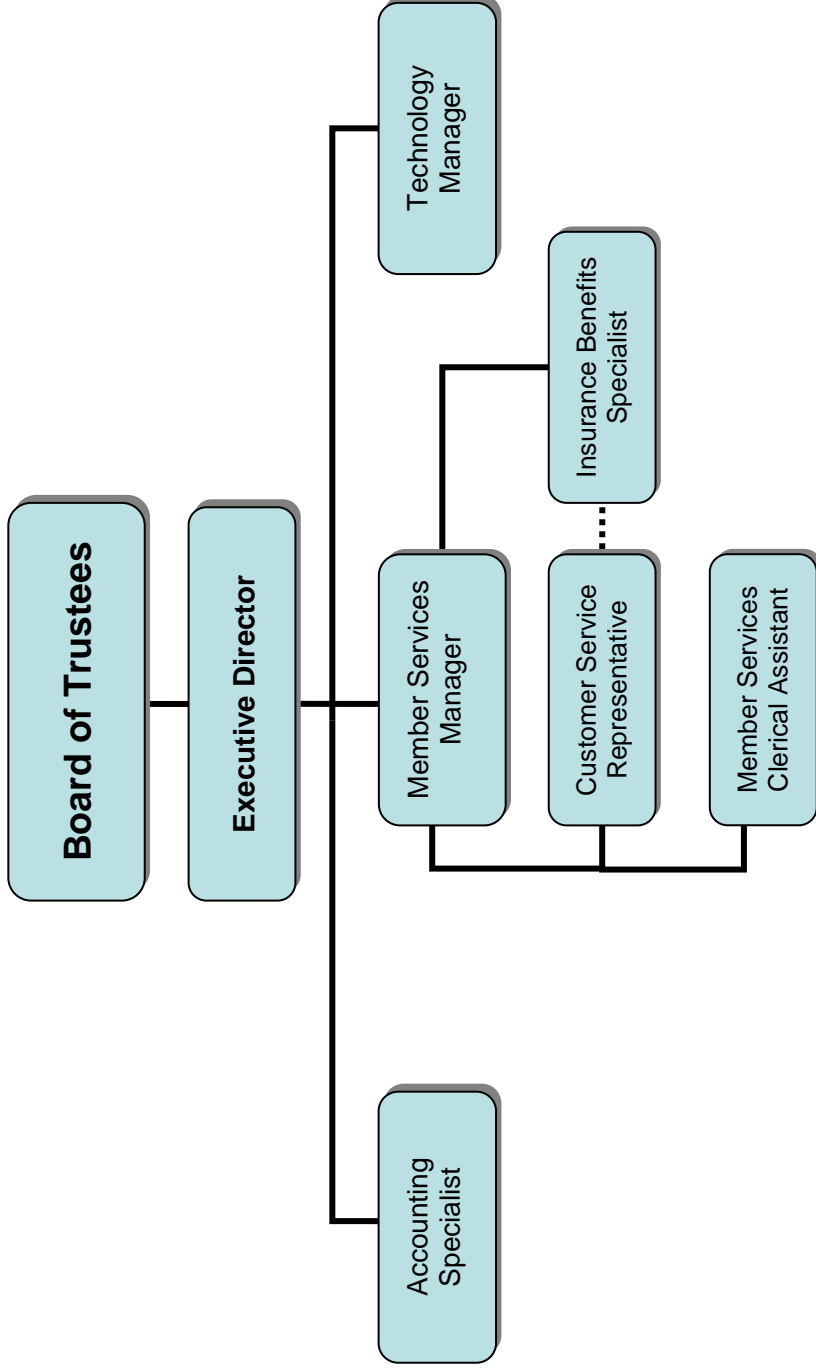 Board of Trustees
Executive Director
Accounting
Specialist
Member Services
Manager
Technology
Manager
Customer Service
Representative
Insurance Benefits
Specialist
Member Services
Clerical Assistant